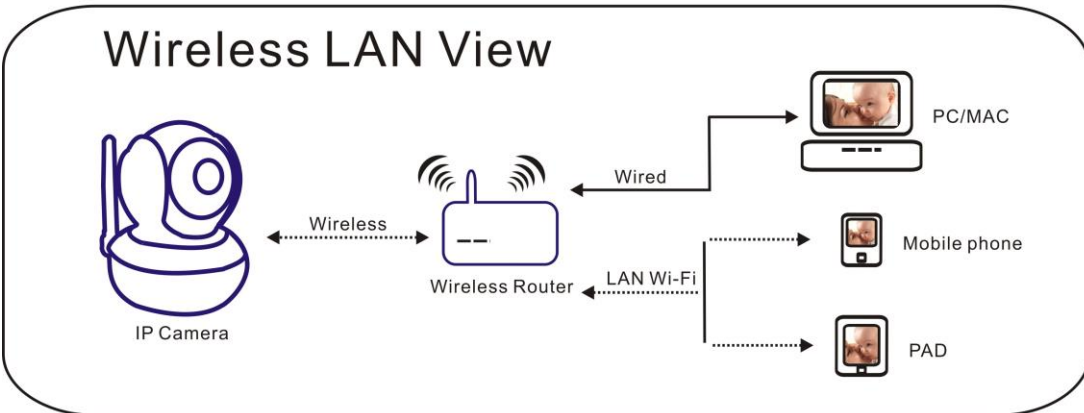 Wireless LAN View
PC/MAC
Wired
Wireless
Mobile phone
Wireless Router
LAN Wi-Fi
IP Camera
PAD